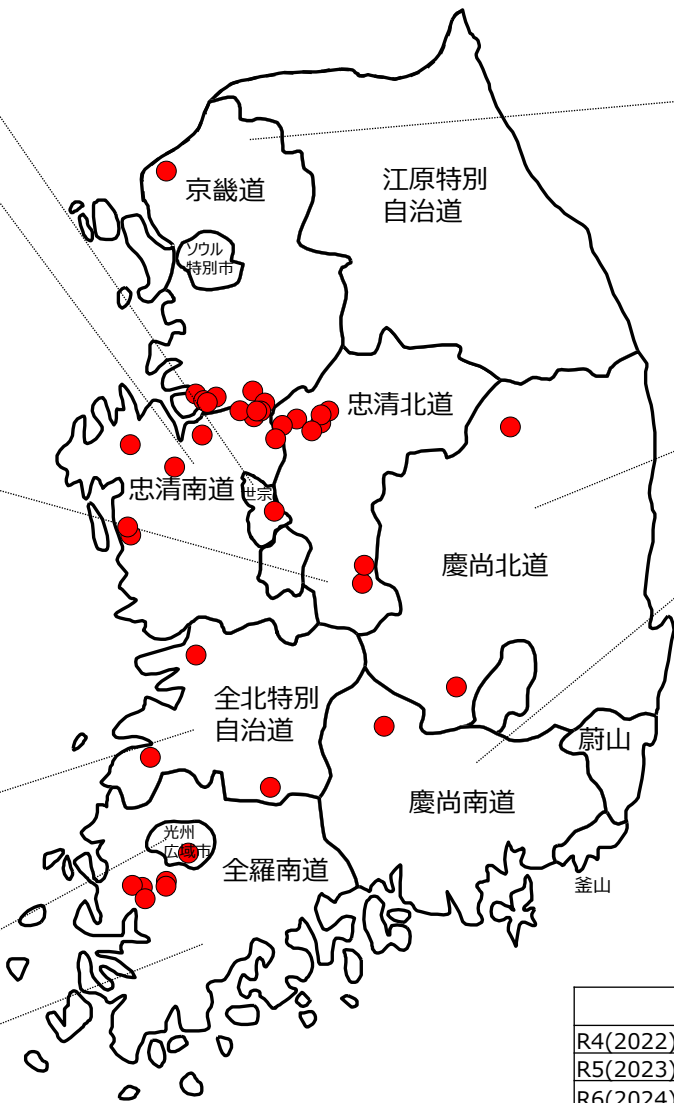 京畿道
江原特別
自治道
ソウル
特別市
忠清北道
忠清南道
世宗
慶尚北道
全北特別
自治道
蔚山
慶尚南道
光州
広域市
全羅南道
釜山
R4(2022)
R5(2023)
R6(2024)